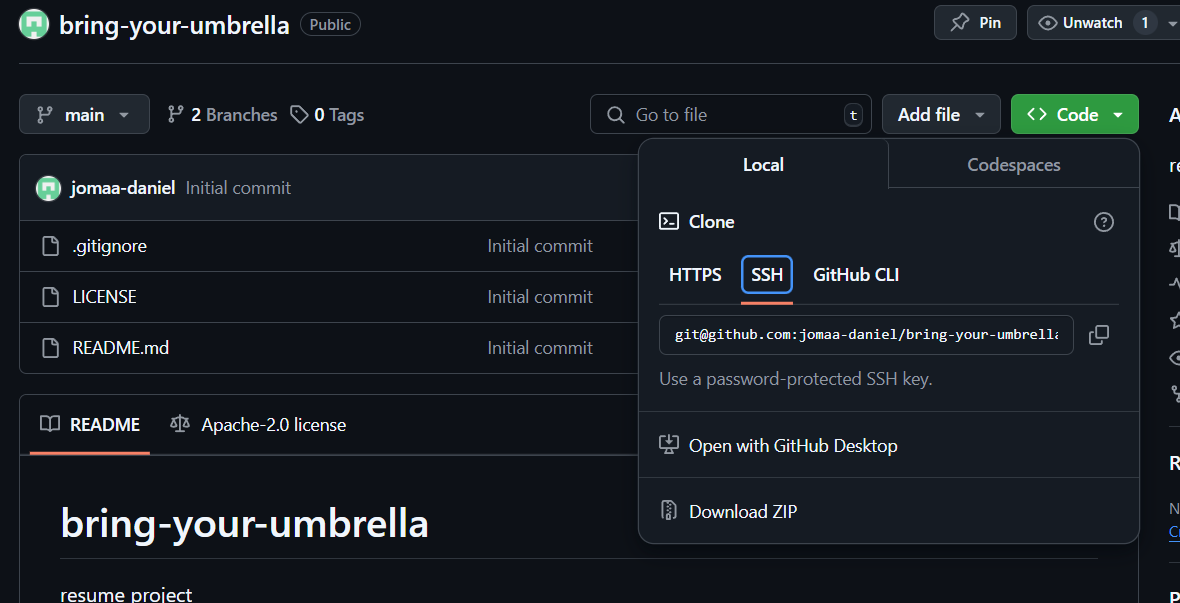 bring-your-umbrella Public Pin Unwatch 1
main 2 Branches 0 Tags Go to file t Add file Code
Local Codespaces
jomaa-daniel Initial commit
Clone
.gitignore Initial commit
HTTPS SSH GitHub CLI
LICENSE Initial commit
git@github.com:jomaa-daniel/bring-your-umbrella
README.md Initial commit
Use a password-protected SSH key.
README Apache-2.0 license
Open with GitHub Desktop
Download ZIP
bring-your-umbrella
resume project